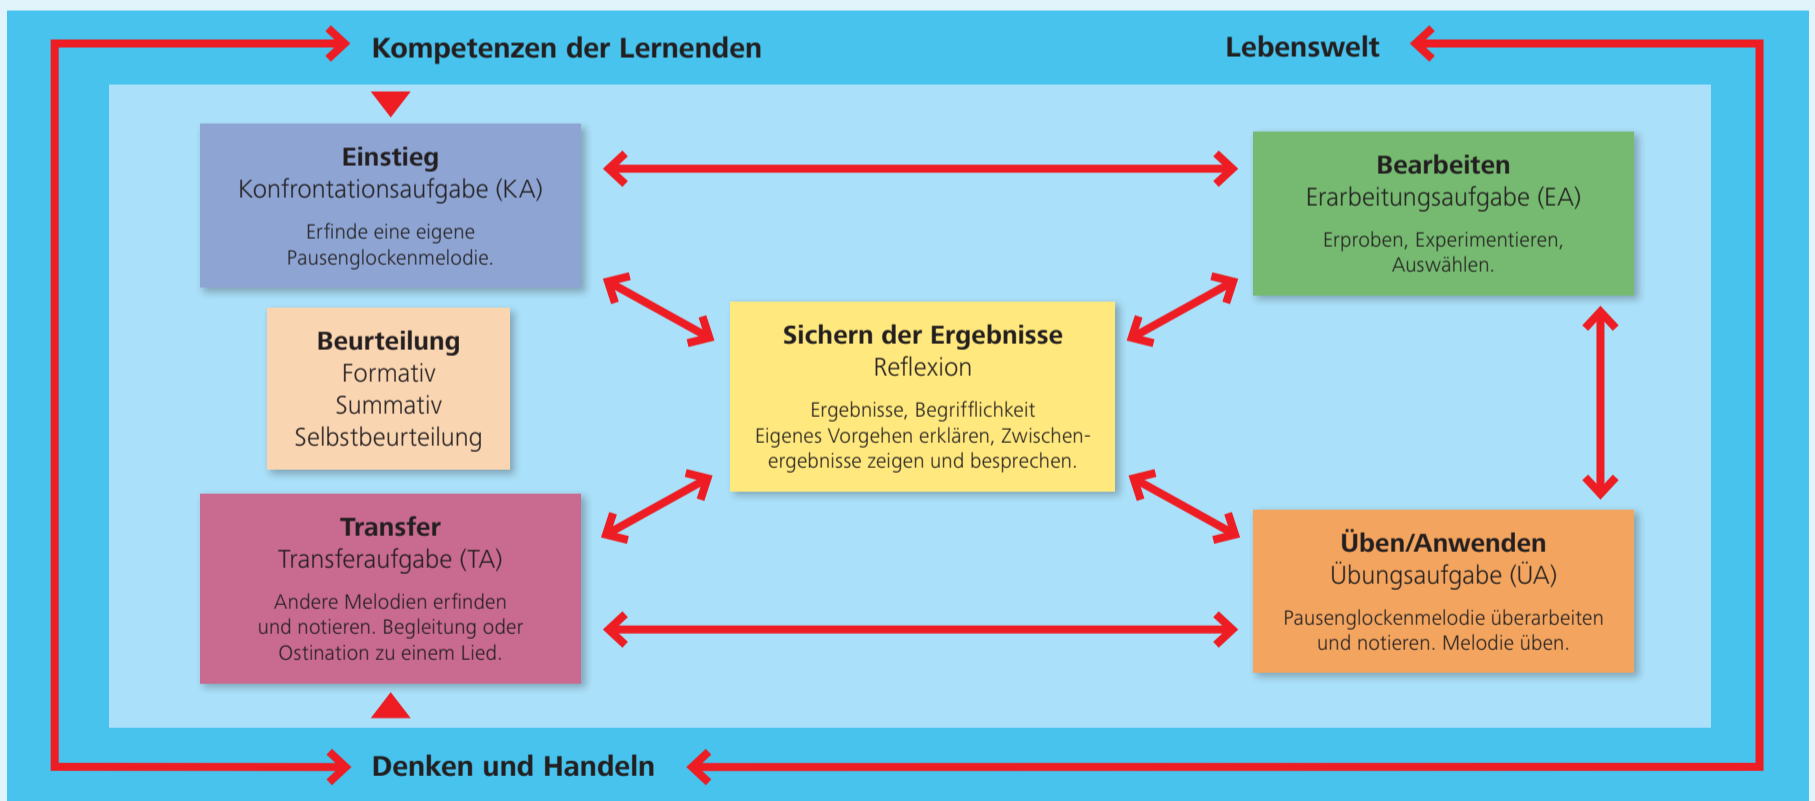 Kompetenzen der Lernenden
Lebenswelt
Einstieg
Konfrontationsaufgabe (KA)
Erfinde eine eigene
Pausenglockenmelodie.
Bearbeiten
Erarbeitungsaufgabe (EA)
Erproben, Experimentieren,
Auswählen.
Beurteilung
Formativ
Summativ
Selbstbeurteilung
Sichern der Ergebnisse
Reflexion
Ergebnisse, Begrifflichkeit
Eigenes Vorgehen erklären, Zwischen-
ergebnisse zeigen und besprechen.
Transfer
Transferaufgabe (TA)
Andere Melodien erfinden
und notieren. Begleitung oder
Ostination zu einem Lied.
Üben/Anwenden
Übungsaufgabe (ÜA)
Pausenglockenmelodie überarbeiten
und notieren. Melodie üben.
Denken und Handeln